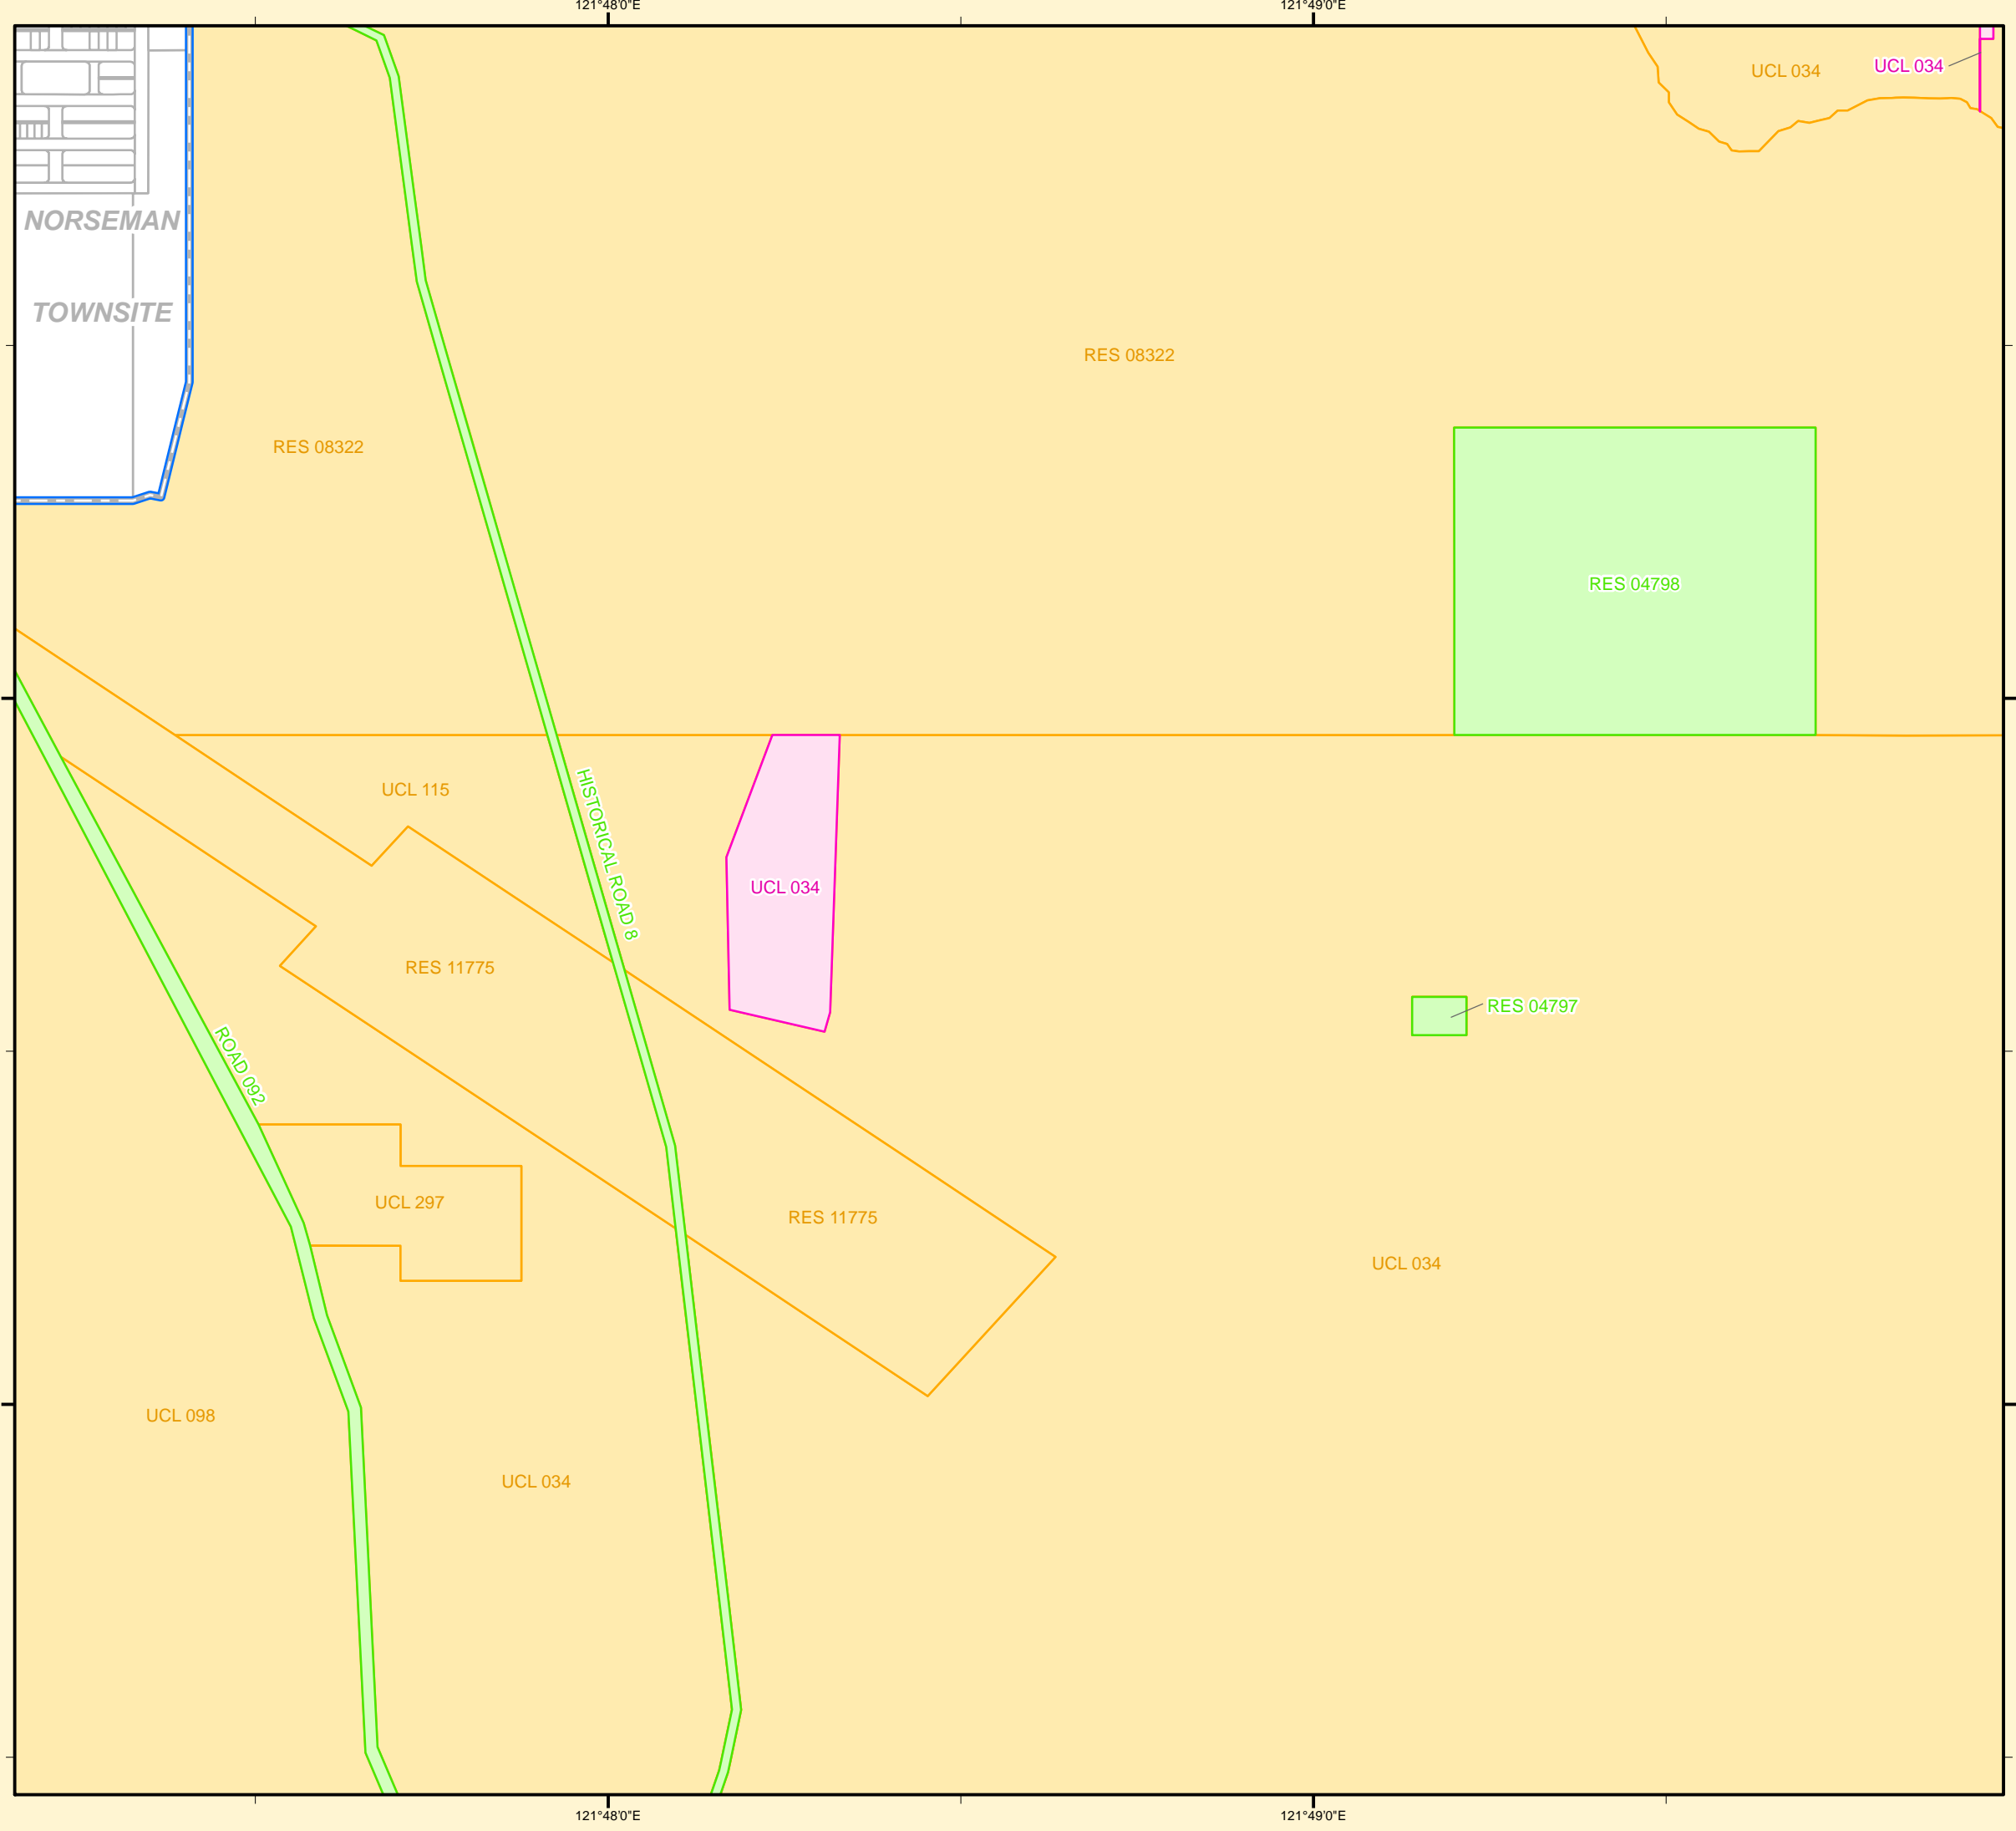 121°48'0"E
121°49'0"E
UCL 034
UCL 034
NORSEMAN
TOWNSITE
RES 08322
RES 08322
RES 04798
UCL 115
HISTORICAL ROAD 8
UCL 034
RES 11775
RES 04797
ROAD 092
UCL 297
RES 11775
UCL 034
UCL 098
UCL 034
121°48'0"E
121°49'0"E